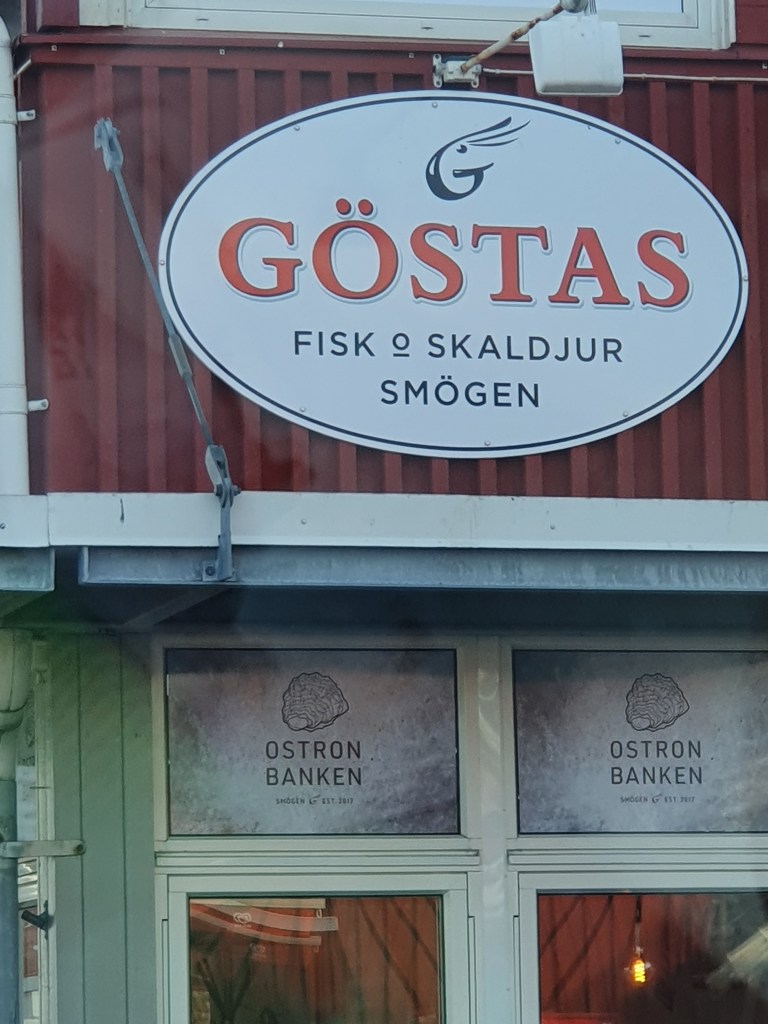 GÖSTAS
FISK O SKALDJUR
SMÖGEN
OSTRON
BANKEN
SMÖGEN EST. 2017
OSTRON
BANKEN
SMÖGEN EST. 2017